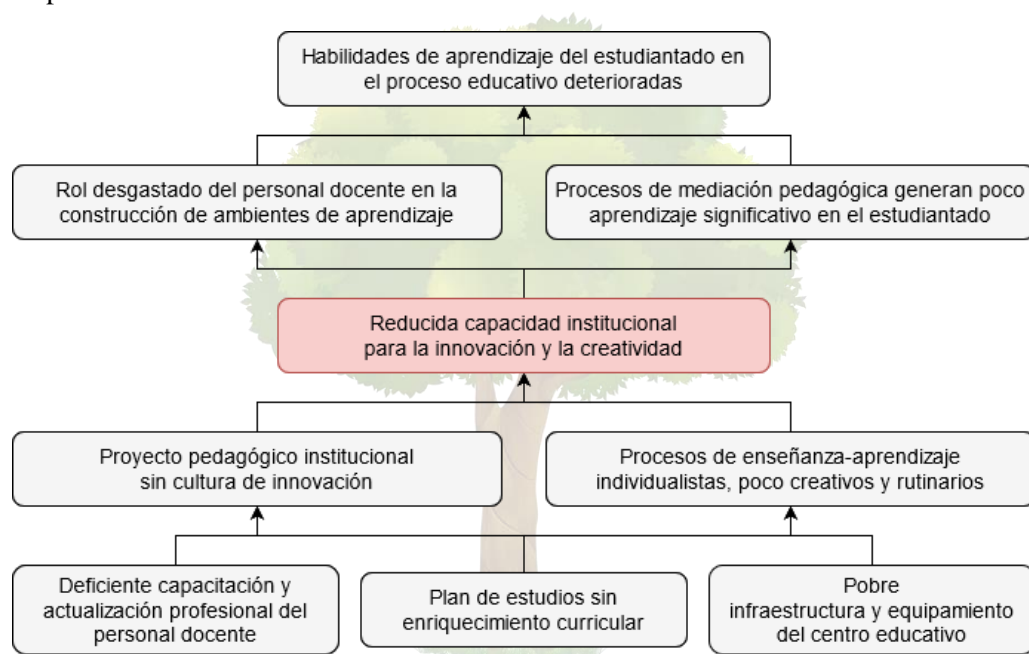 Habilidades de aprendizaje del estudiantado en
el proceso educativo deterioradas
Rol desgastado del personal docente en la
construcción de ambientes de aprendizaje
Procesos de mediación pedagógica generan poco
aprendizaje significativo en el estudiantado
Reducida capacidad institucional
para la innovación y la creatividad
Proyecto pedagógico institucional
sin cultura de innovación
Procesos de enseñanza-aprendizaje
individualistas, poco creativos y rutinarios
Deficiente capacitación y
actualización profesional del
personal docente
Plan de estudios sin
enriquecimiento curricular
Pobre
infraestructura y equipamiento
del centro educativo